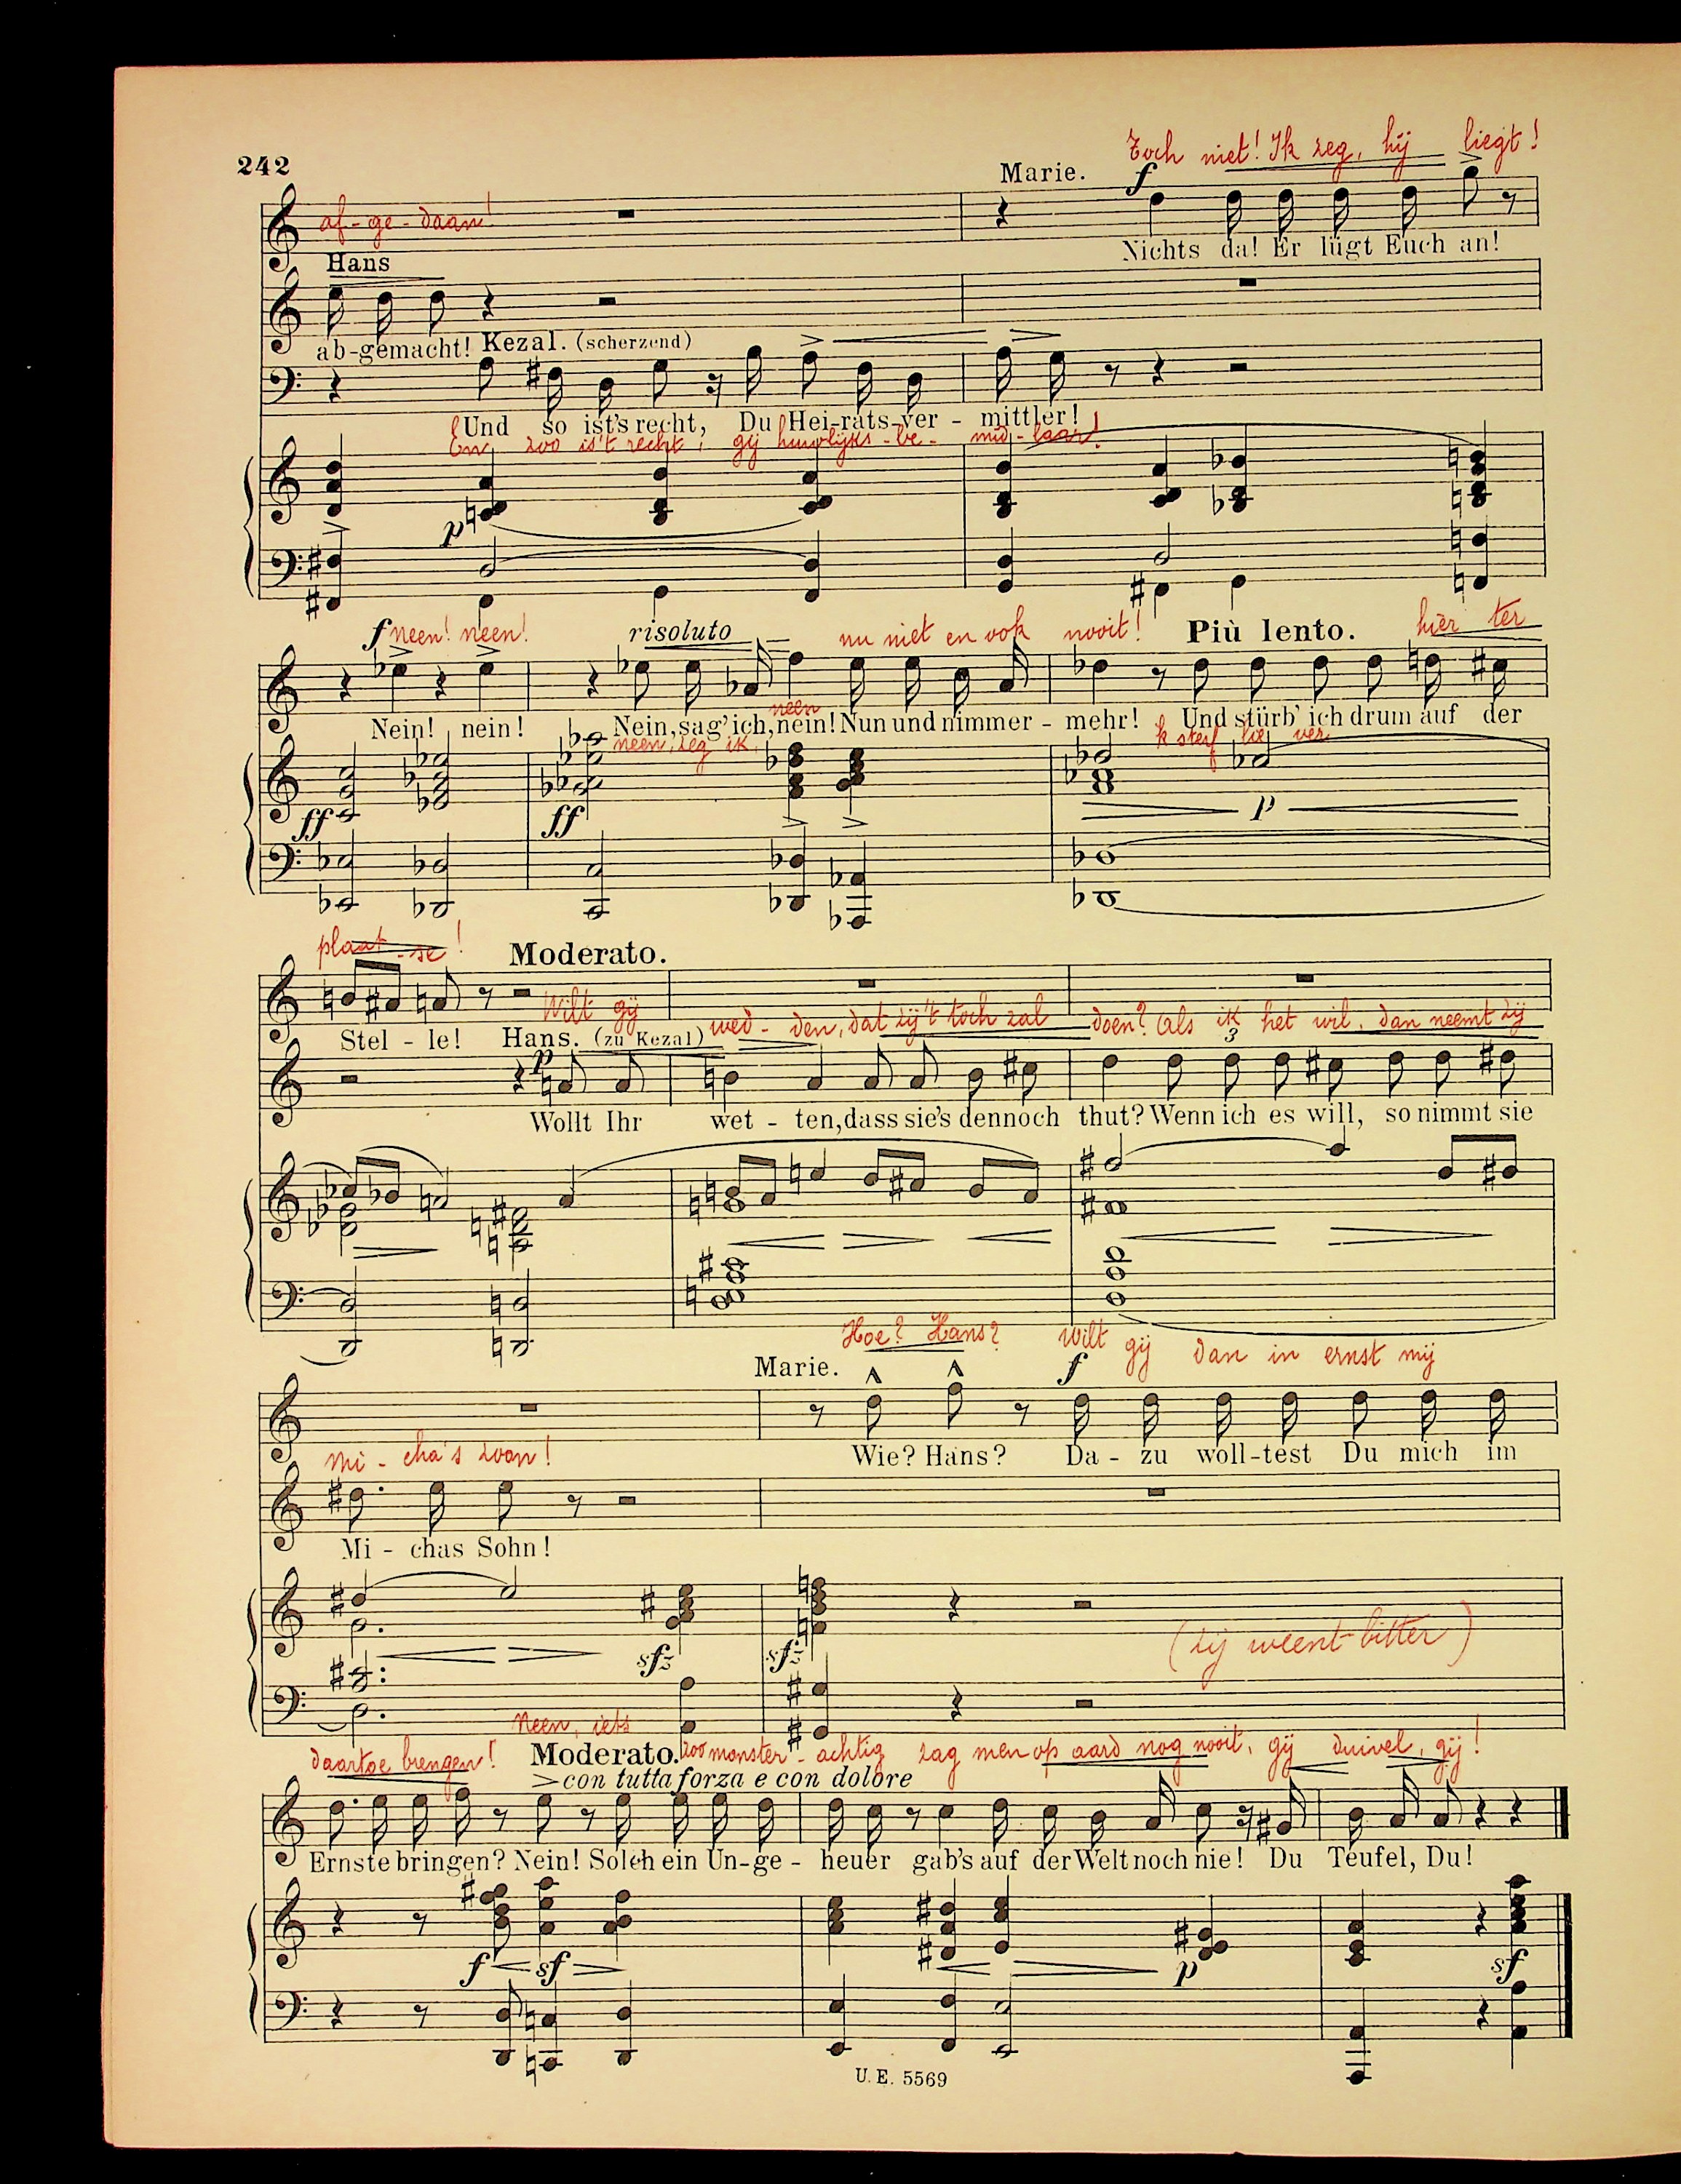 242
Toch niet! Ik zeg, hij liegt!
Marie. f
af-ge-daan!
Nichts da! Er lügt Euch an!
Hans
ab-gemacht! Kezal. (scherzend)
Und so ist's recht, Du Hei-rats-ver - mittler!
En zoo is 't recht, gij huwlijks-be- mid-laar!
p
f neen! neen! risoluto nu niet en ook nooit! Più lento. hier ter
Nein! nein! Nein, sag' ich, nein! Nun und nimmer - mehr! Und stürb' ich drum auf der
neen, zeg ik, neen 'k sterf lie ver
ff ff p
plaat-se! Moderato.
Wilt gij wed-den, dat zij 't toch zal doen? Als ik het wil, dan neemt zij
Stel - le! Hans. (zu Kezal) 3
p
Wollt Ihr wet - ten, dass sie's dennoch thut? Wenn ich es will, so nimmt sie
Hoe? Hans? Wilt gij dan in ernst mij
Marie. f
Wie? Hans? Da - zu woll-test Du mich im
Mi - cha's zoon!
Mi - chas Sohn!
sfz sfz
(zij weent bitter)
daartoe brengen! Neen, iets zoo monster-achtig zag men op aard nog nooit, gij duivel, gij!
Moderato.
con tutta forza e con dolore
Ernste bringen? Nein! Solch ein Un-ge - heuer gab's auf der Welt noch nie! Du Teufel, Du!
f sf p sf
U. E. 5569